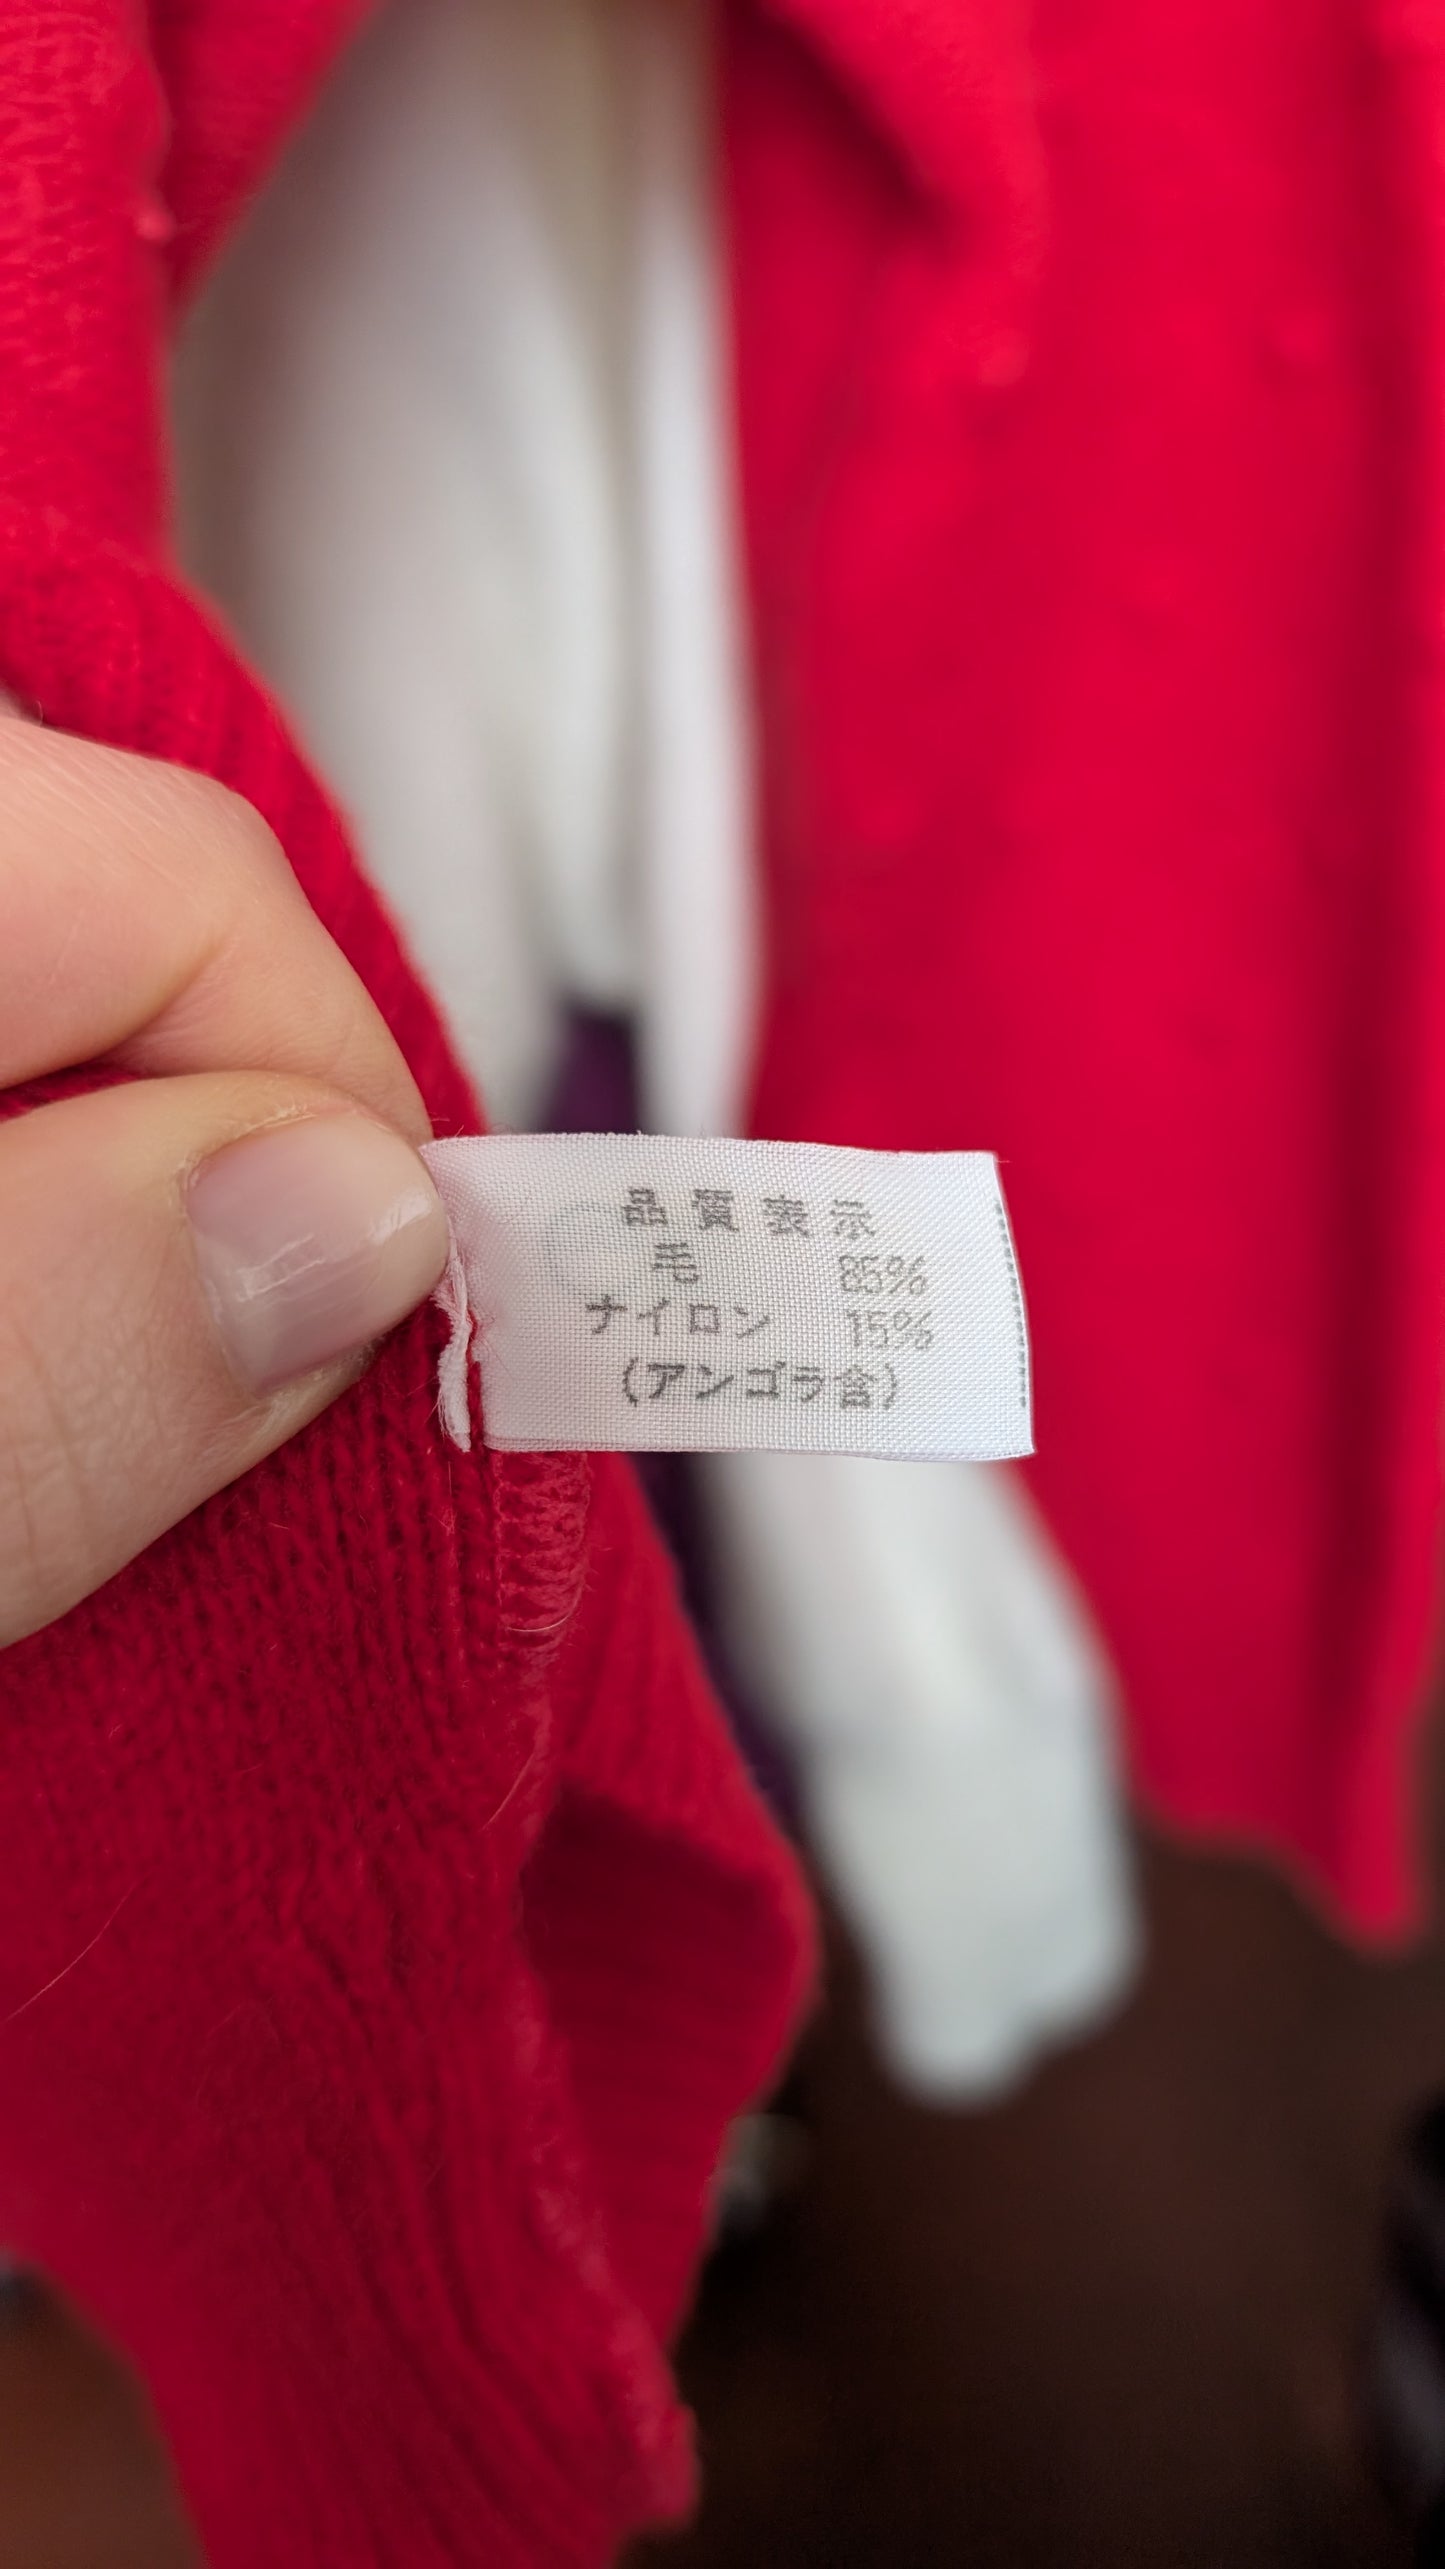 品質表示
毛 85%
ナイロン 15%
(アンゴラ含)